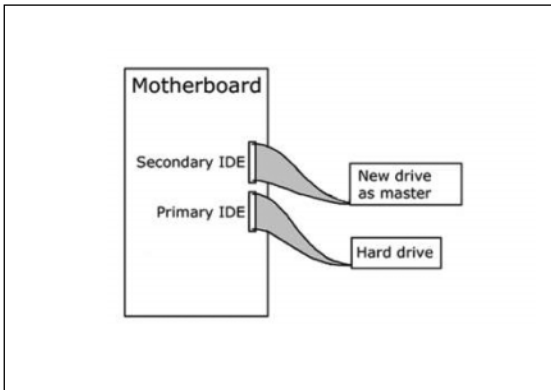 Motherboard
Secondary IDE
New drive
as master
Primary IDE
Hard drive